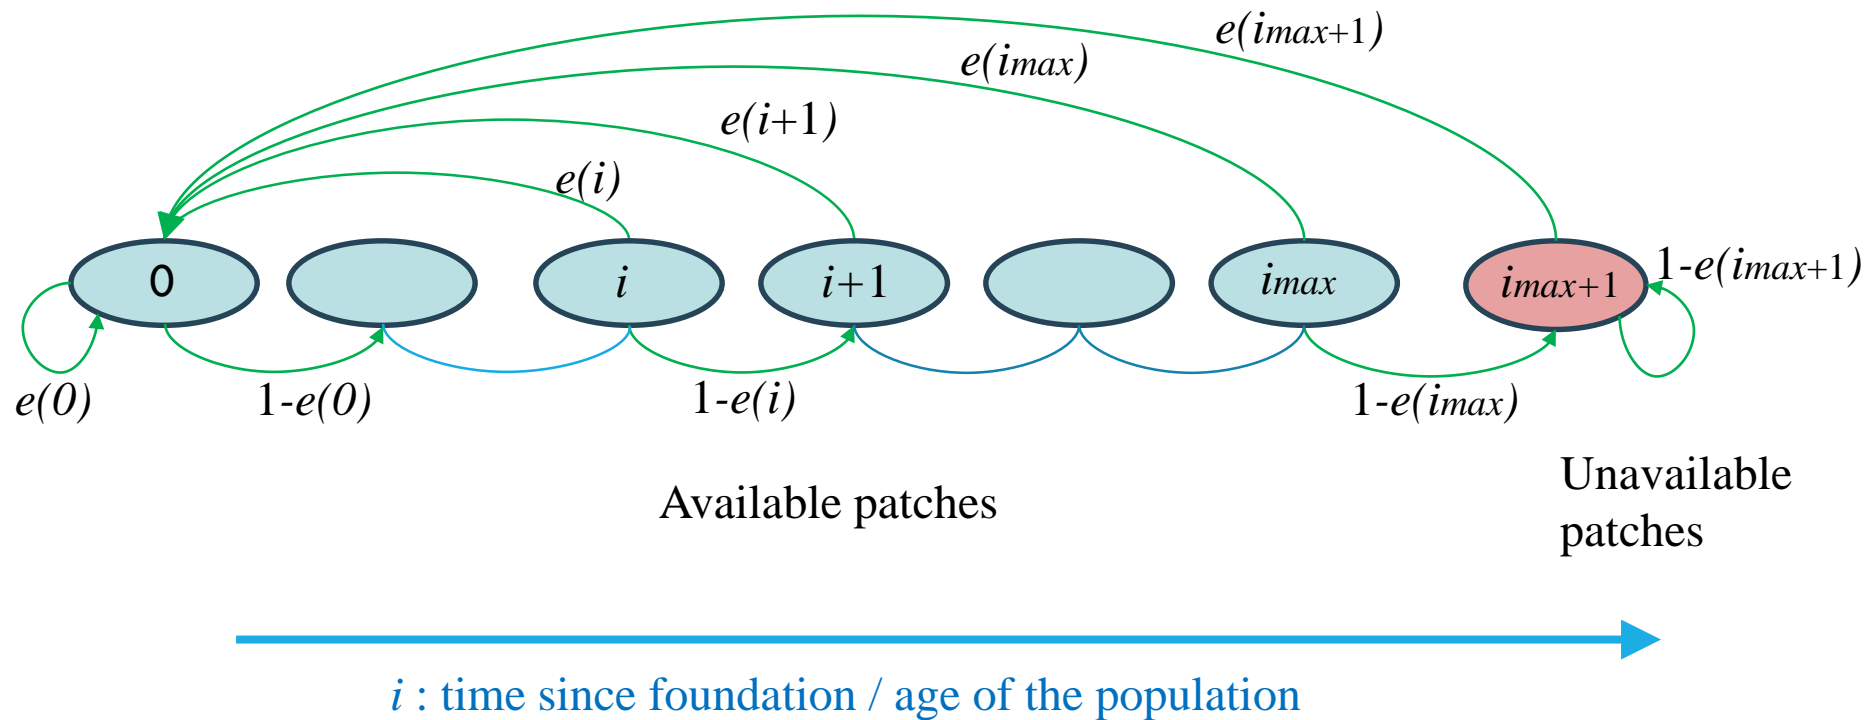 e(imax+1)
e(imax)
e(i+1)
e(i)
0
i
i+1
imax
imax+1
1-e(imax+1)
e(0)
1-e(0)
1-e(i)
1-e(imax)
Available patches
Unavailable
patches
i : time since foundation / age of the population